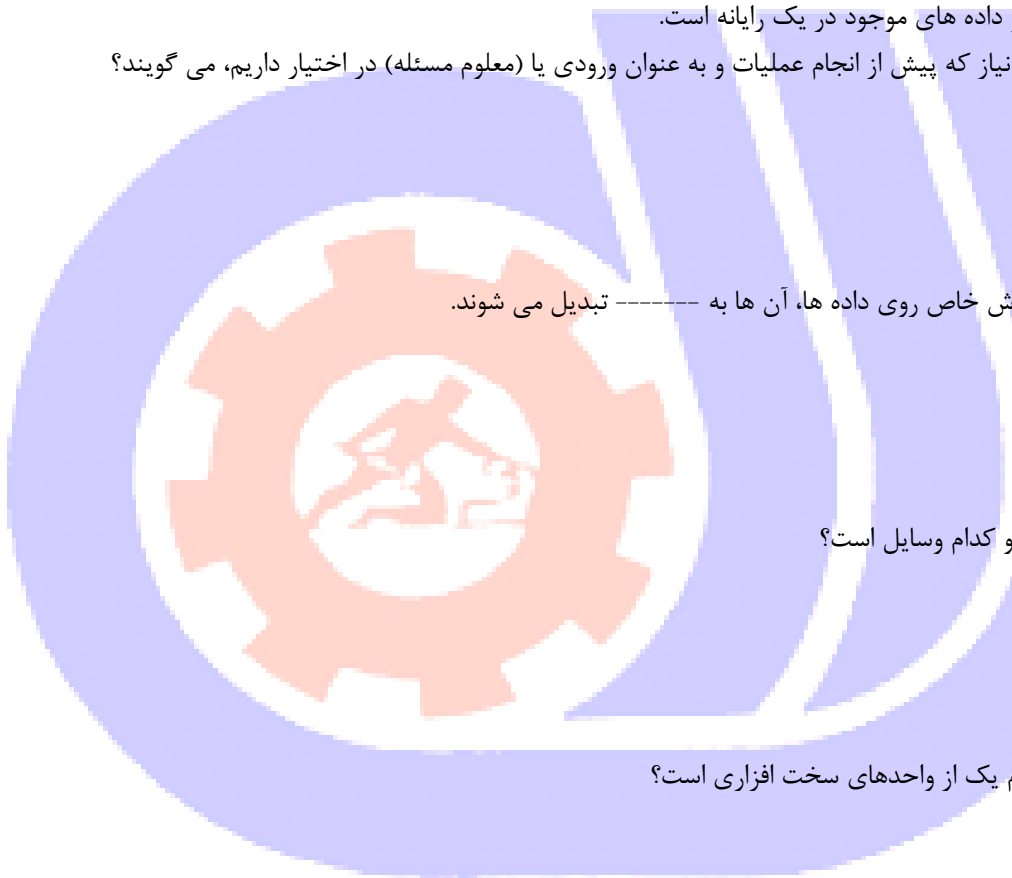 داده های موجود در یک رایانه است.
نیاز که پیش از انجام عملیات و به عنوان ورودی یا (معلوم مسئله) در اختیار داریم، می گویند؟
خاص روی داده ها، آن ها به ------- تبدیل می شوند.
و کدام وسایل است؟
یک از واحدهای سخت افزاری است؟